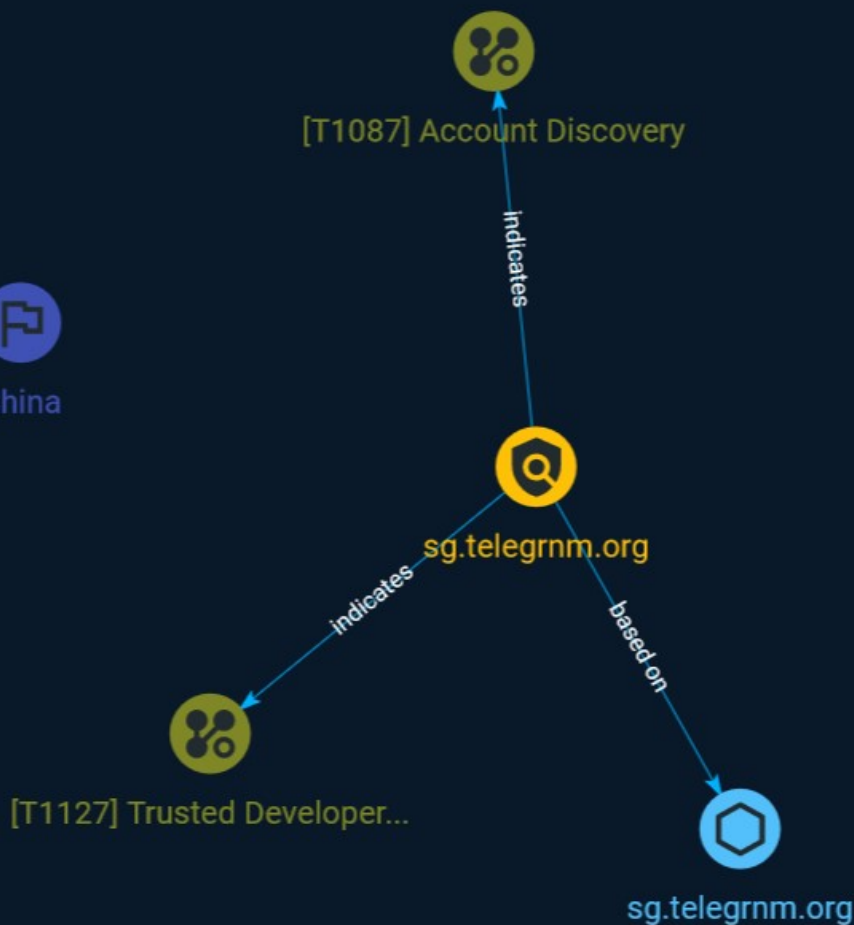 [T1087] Account Discovery
indicates
hina
sg.telegrnm.org
indicates
based on
[T1127] Trusted Developer...
sg.telegrnm.org